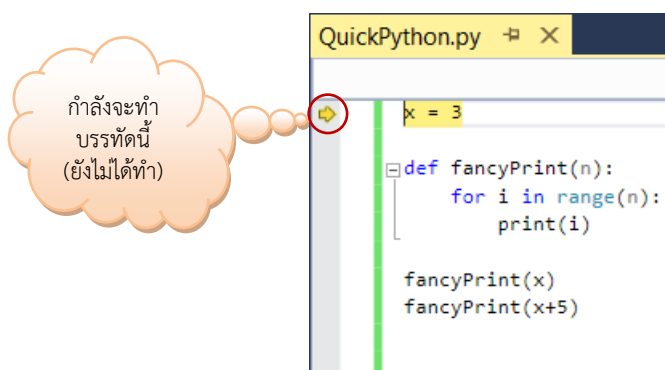 QuickPython.py
กำลังจะทำ
บรรทัดนี้
(ยังไม่ได้ทำ)
x = 3
def fancyPrint(n):
for i in range(n):
print(i)
fancyPrint(x)
fancyPrint(x+5)